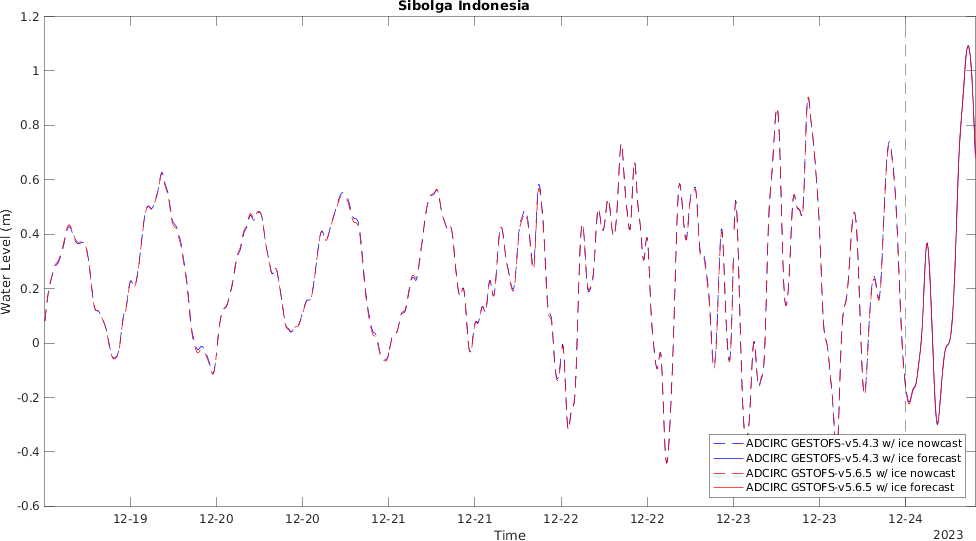 Sibolga Indonesia
1.2
1
0.8
0.6
0.4
0.2
0
-0.2
-0.4
-0.6
Water Level (m)
ADCIRC GESTOFS-v5.4.3 w/ ice nowcast
ADCIRC GESTOFS-v5.4.3 w/ ice forecast
ADCIRC GSTOFS-v5.6.5 w/ ice nowcast
ADCIRC GSTOFS-v5.6.5 w/ ice forecast
12-19 12-20 12-20 12-21 12-21 12-22 12-22 12-23 12-23 12-24
Time
2023